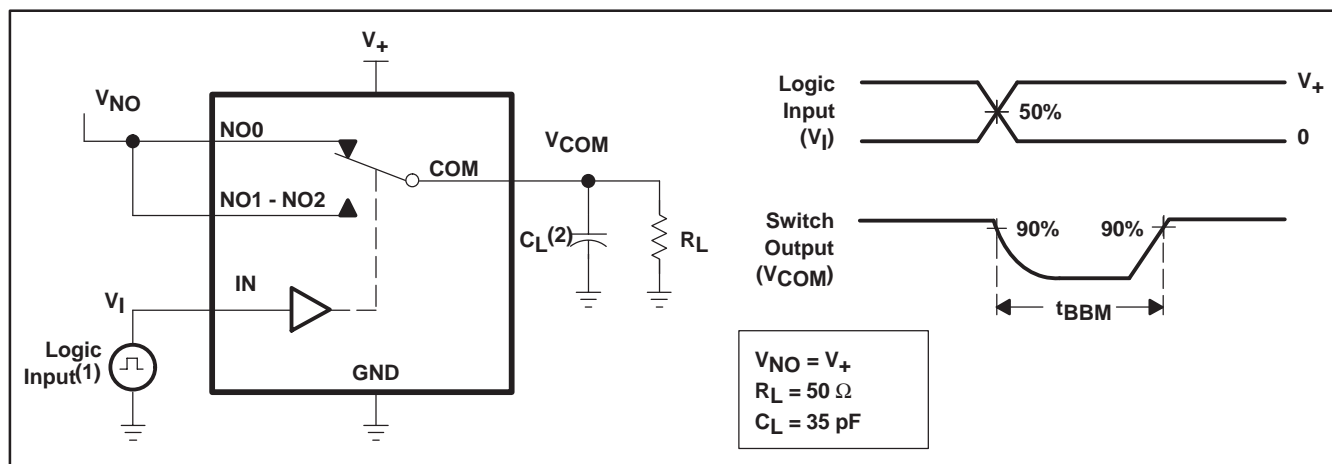 V+
VNO
NO0
VCOM
COM
NO1 - NO2
CL(2)
RL
IN
VI
Logic
Input(1)
GND
Logic
Input
(VI)
50%
V+
0
Switch
Output
(VCOM)
90%
90%
tBBM
VNO = V+
RL = 50 Ω
CL = 35 pF